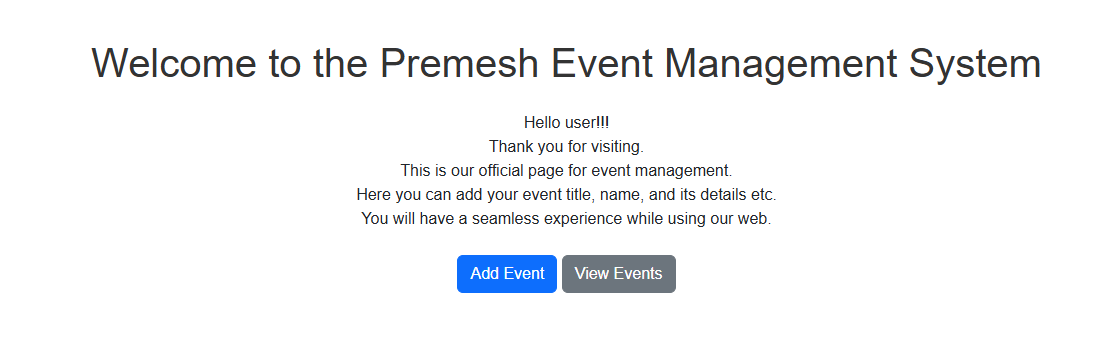 Welcome to the Premesh Event Management System
Hello user!!!
Thank you for visiting.
This is our official page for event management.
Here you can add your event title, name, and its details etc.
You will have a seamless experience while using our web.
Add Event View Events